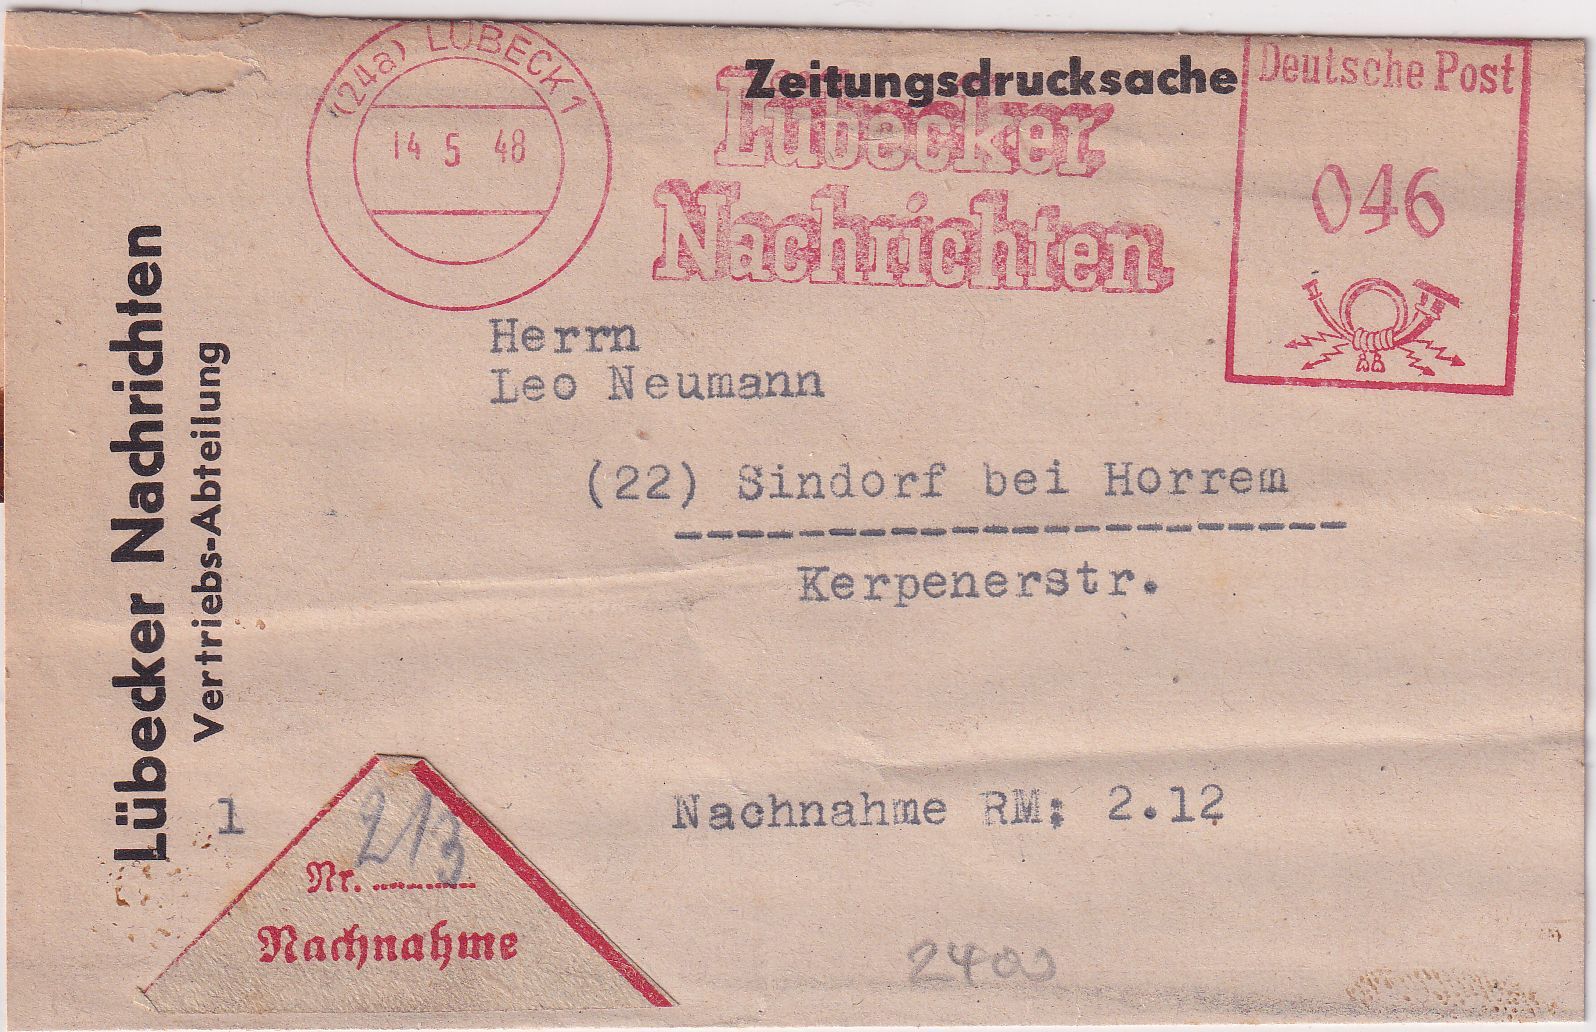 (24a) LÜBECK 1
14 5 48
Zeitungsdrucksache
Lübecker
Nachrichten
Deutsche Post
046
Lübecker Nachrichten
Vertriebs-Abteilung
Herrn
Leo Neumann
(22) Sindorf bei Horrem
Kerpenerstr.
1
Nachnahme RM: 2.12
Nr. 213
Nachnahme
2400